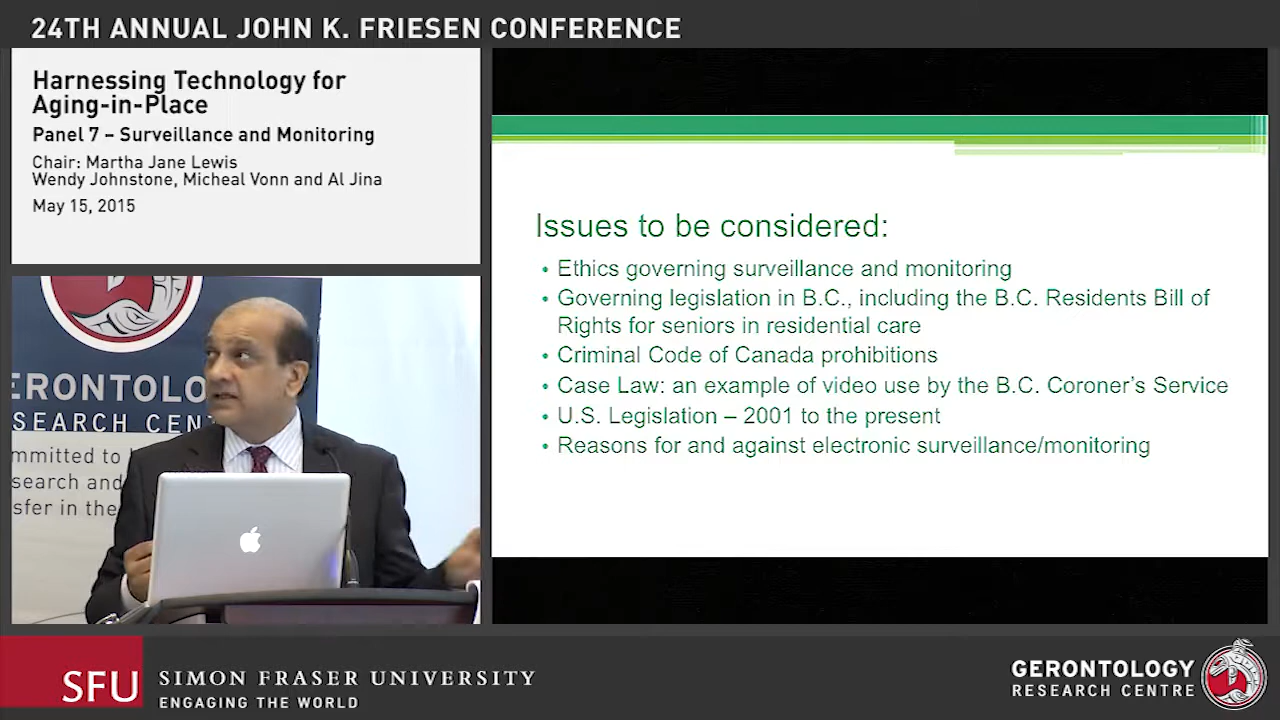 24TH ANNUAL JOHN K. FRIESEN CONFERENCE
Harnessing Technology for
Aging-in-Place
Panel 7 – Surveillance and Monitoring
Chair: Martha Jane Lewis
Wendy Johnstone, Micheal Vonn and Al Jina
May 15, 2015
Issues to be considered:
• Ethics governing surveillance and monitoring
• Governing legislation in B.C., including the B.C. Residents Bill of
Rights for seniors in residential care
• Criminal Code of Canada prohibitions
• Case Law: an example of video use by the B.C. Coroner's Service
• U.S. Legislation – 2001 to the present
• Reasons for and against electronic surveillance/monitoring
ERONTOLO
SEARCH CENT
mmitted to
search and
sfer in the
SFU
SIMON FRASER UNIVERSITY
ENGAGING THE WORLD
GERONTOLOGY
RESEARCH CENTRE